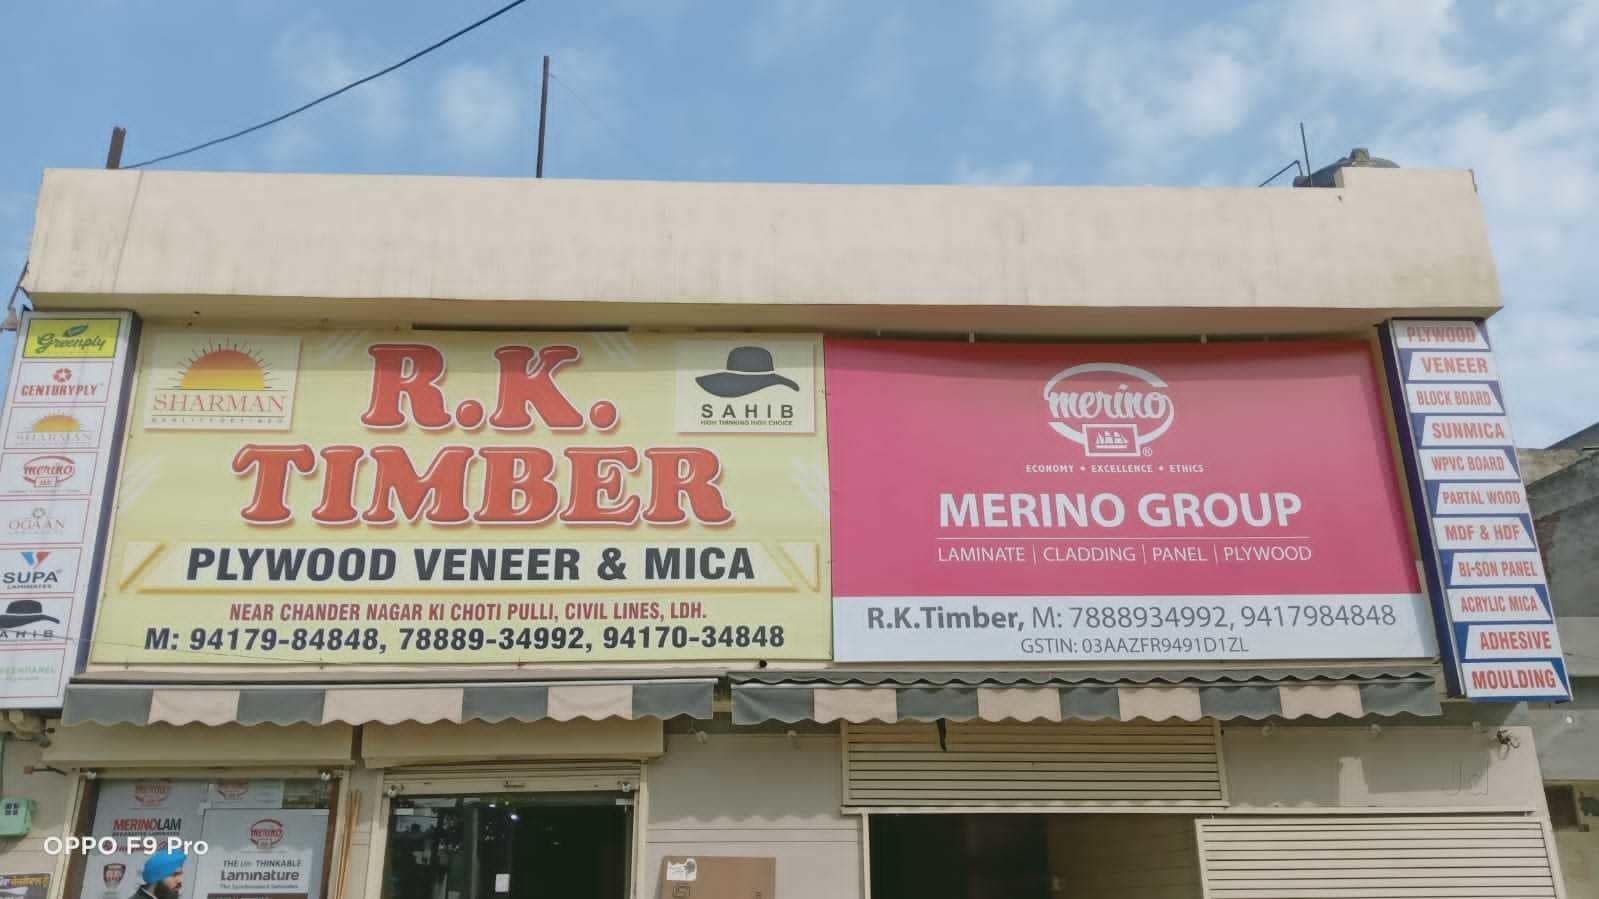 Greenply
CENTURYPLY
SHARMAN
merino
OGAAN
SUPA
LAMINATES
SAHIB
SHARMAN
R.K.
TIMBER
SAHIB
HIGH THINKING HIGH CHOICE
PLYWOOD VENEER & MICA
NEAR CHANDER NAGAR KI CHOTI PULLI, CIVIL LINES, LDH.
M: 94179-84848, 78889-34992, 94170-34848
merino
®
ECONOMY • EXCELLENCE • ETHICS
MERINO GROUP
LAMINATE | CLADDING | PANEL | PLYWOOD
R.K.Timber, M: 7888934992, 9417984848
GSTIN: 03AAZFR9491D1ZL
PLYWOOD
VENEER
BLOCK BOARD
SUNMICA
WPVC BOARD
PARTAL WOOD
MDF & HDF
BI-SON PANEL
ACRYLIC MICA
ADHESIVE
MOULDING
MERINOLAM
merino
THE Un- THINKABLE
Laminature
OPPO F9 Pro